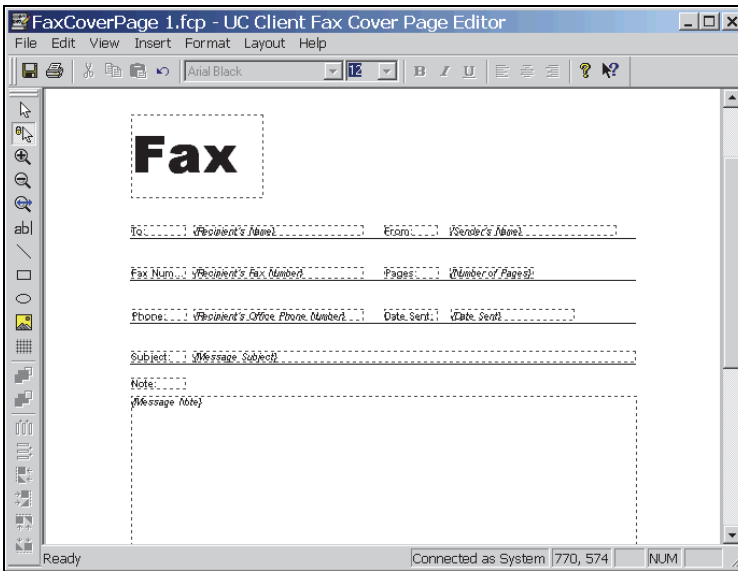 FaxCoverPage 1.fcp - UC Client Fax Cover Page Editor
File Edit View Insert Format Layout Help
Arial Black 12 B I U
ab|
Fax
To: {Recipient's Name} From: {Sender's Name}
Fax Num... {Recipient's Fax Number} Pages: {Number of Pages}
Phone: {Recipient's Office Phone Number} Date Sent: {Date Sent}
Subject: {Message Subject}
Note:
{Message Note}
Ready Connected as System 770, 574 NUM